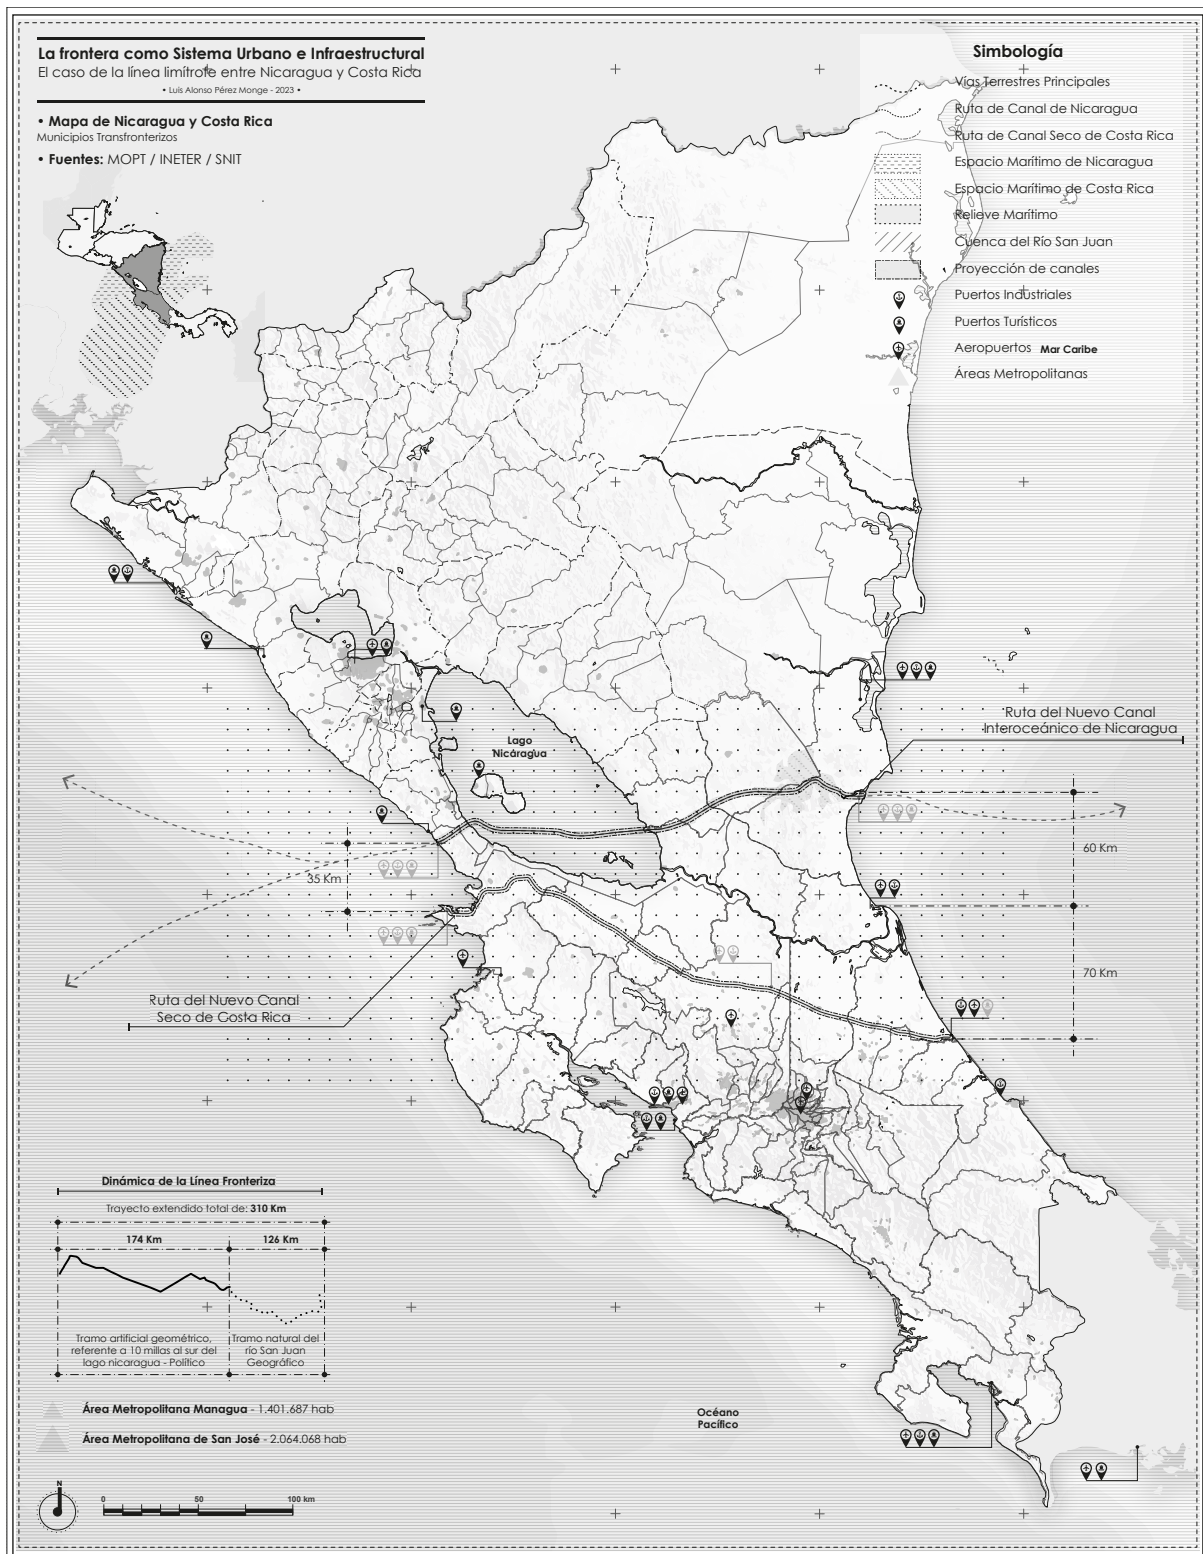 La frontera como Sistema Urbano e Infraestructural
El caso de la línea limítrofe entre Nicaragua y Costa Rica
• Luis Alonso Pérez Monge - 2023 •
• Mapa de Nicaragua y Costa Rica
Municipios Transfronterizos
• Fuentes: MOPT / INETER / SNIT
Simbología
Vías Terrestres Principales
Ruta de Canal de Nicaragua
Ruta de Canal Seco de Costa Rica
Espacio Marítimo de Nicaragua
Espacio Marítimo de Costa Rica
Relieve Marítimo
Cuenca del Río San Juan
Proyección de canales
Puertos Industriales
Puertos Turísticos
Aeropuertos
Mar Caribe
Áreas Metropolitanas
Ruta del Nuevo Canal
Interoceánico de Nicaragua
Lago
Nicáragua
60 Km
35 Km
70 Km
Ruta del Nuevo Canal
Seco de Costa Rica
Dinámica de la Línea Fronteriza
Trayecto extendido total de: 310 Km
174 Km
126 Km
Tramo artificial geométrico,
referente a 10 millas al sur del
lago nicaragua - Político
Tramo natural del
río San Juan
Geográfico
Área Metropolitana Managua - 1.401.687 hab
Área Metropolitana de San José - 2.064.068 hab
Océano
Pacífico
N
0 50 100 km